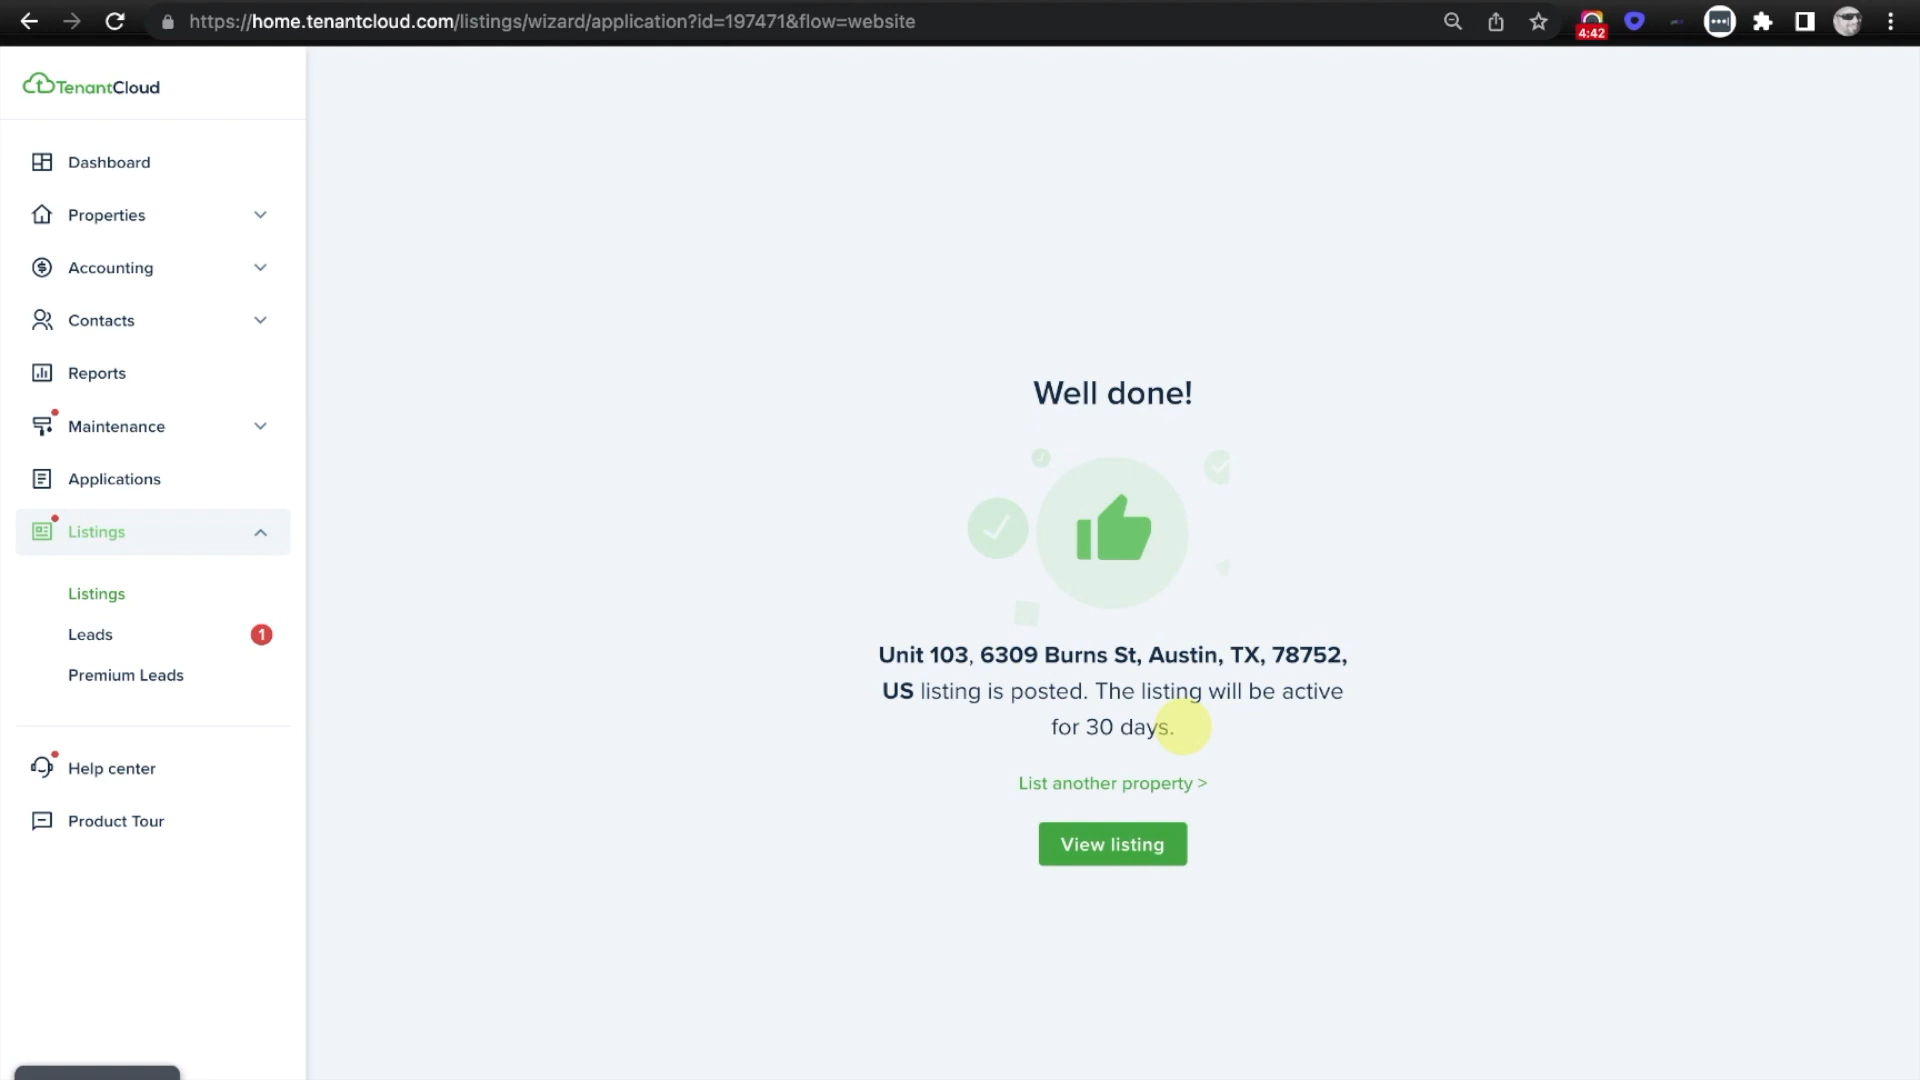 https://home.tenantcloud.com/listings/wizard/application?id=197471&flow=website
4:42
TenantCloud
Dashboard
Properties
Accounting
Contacts
Reports
Maintenance
Applications
Listings
Listings
Leads
1
Premium Leads
Help center
Product Tour
Well done!
Unit 103, 6309 Burns St, Austin, TX, 78752,
US listing is posted. The listing will be active
for 30 days.
List another property >
View listing